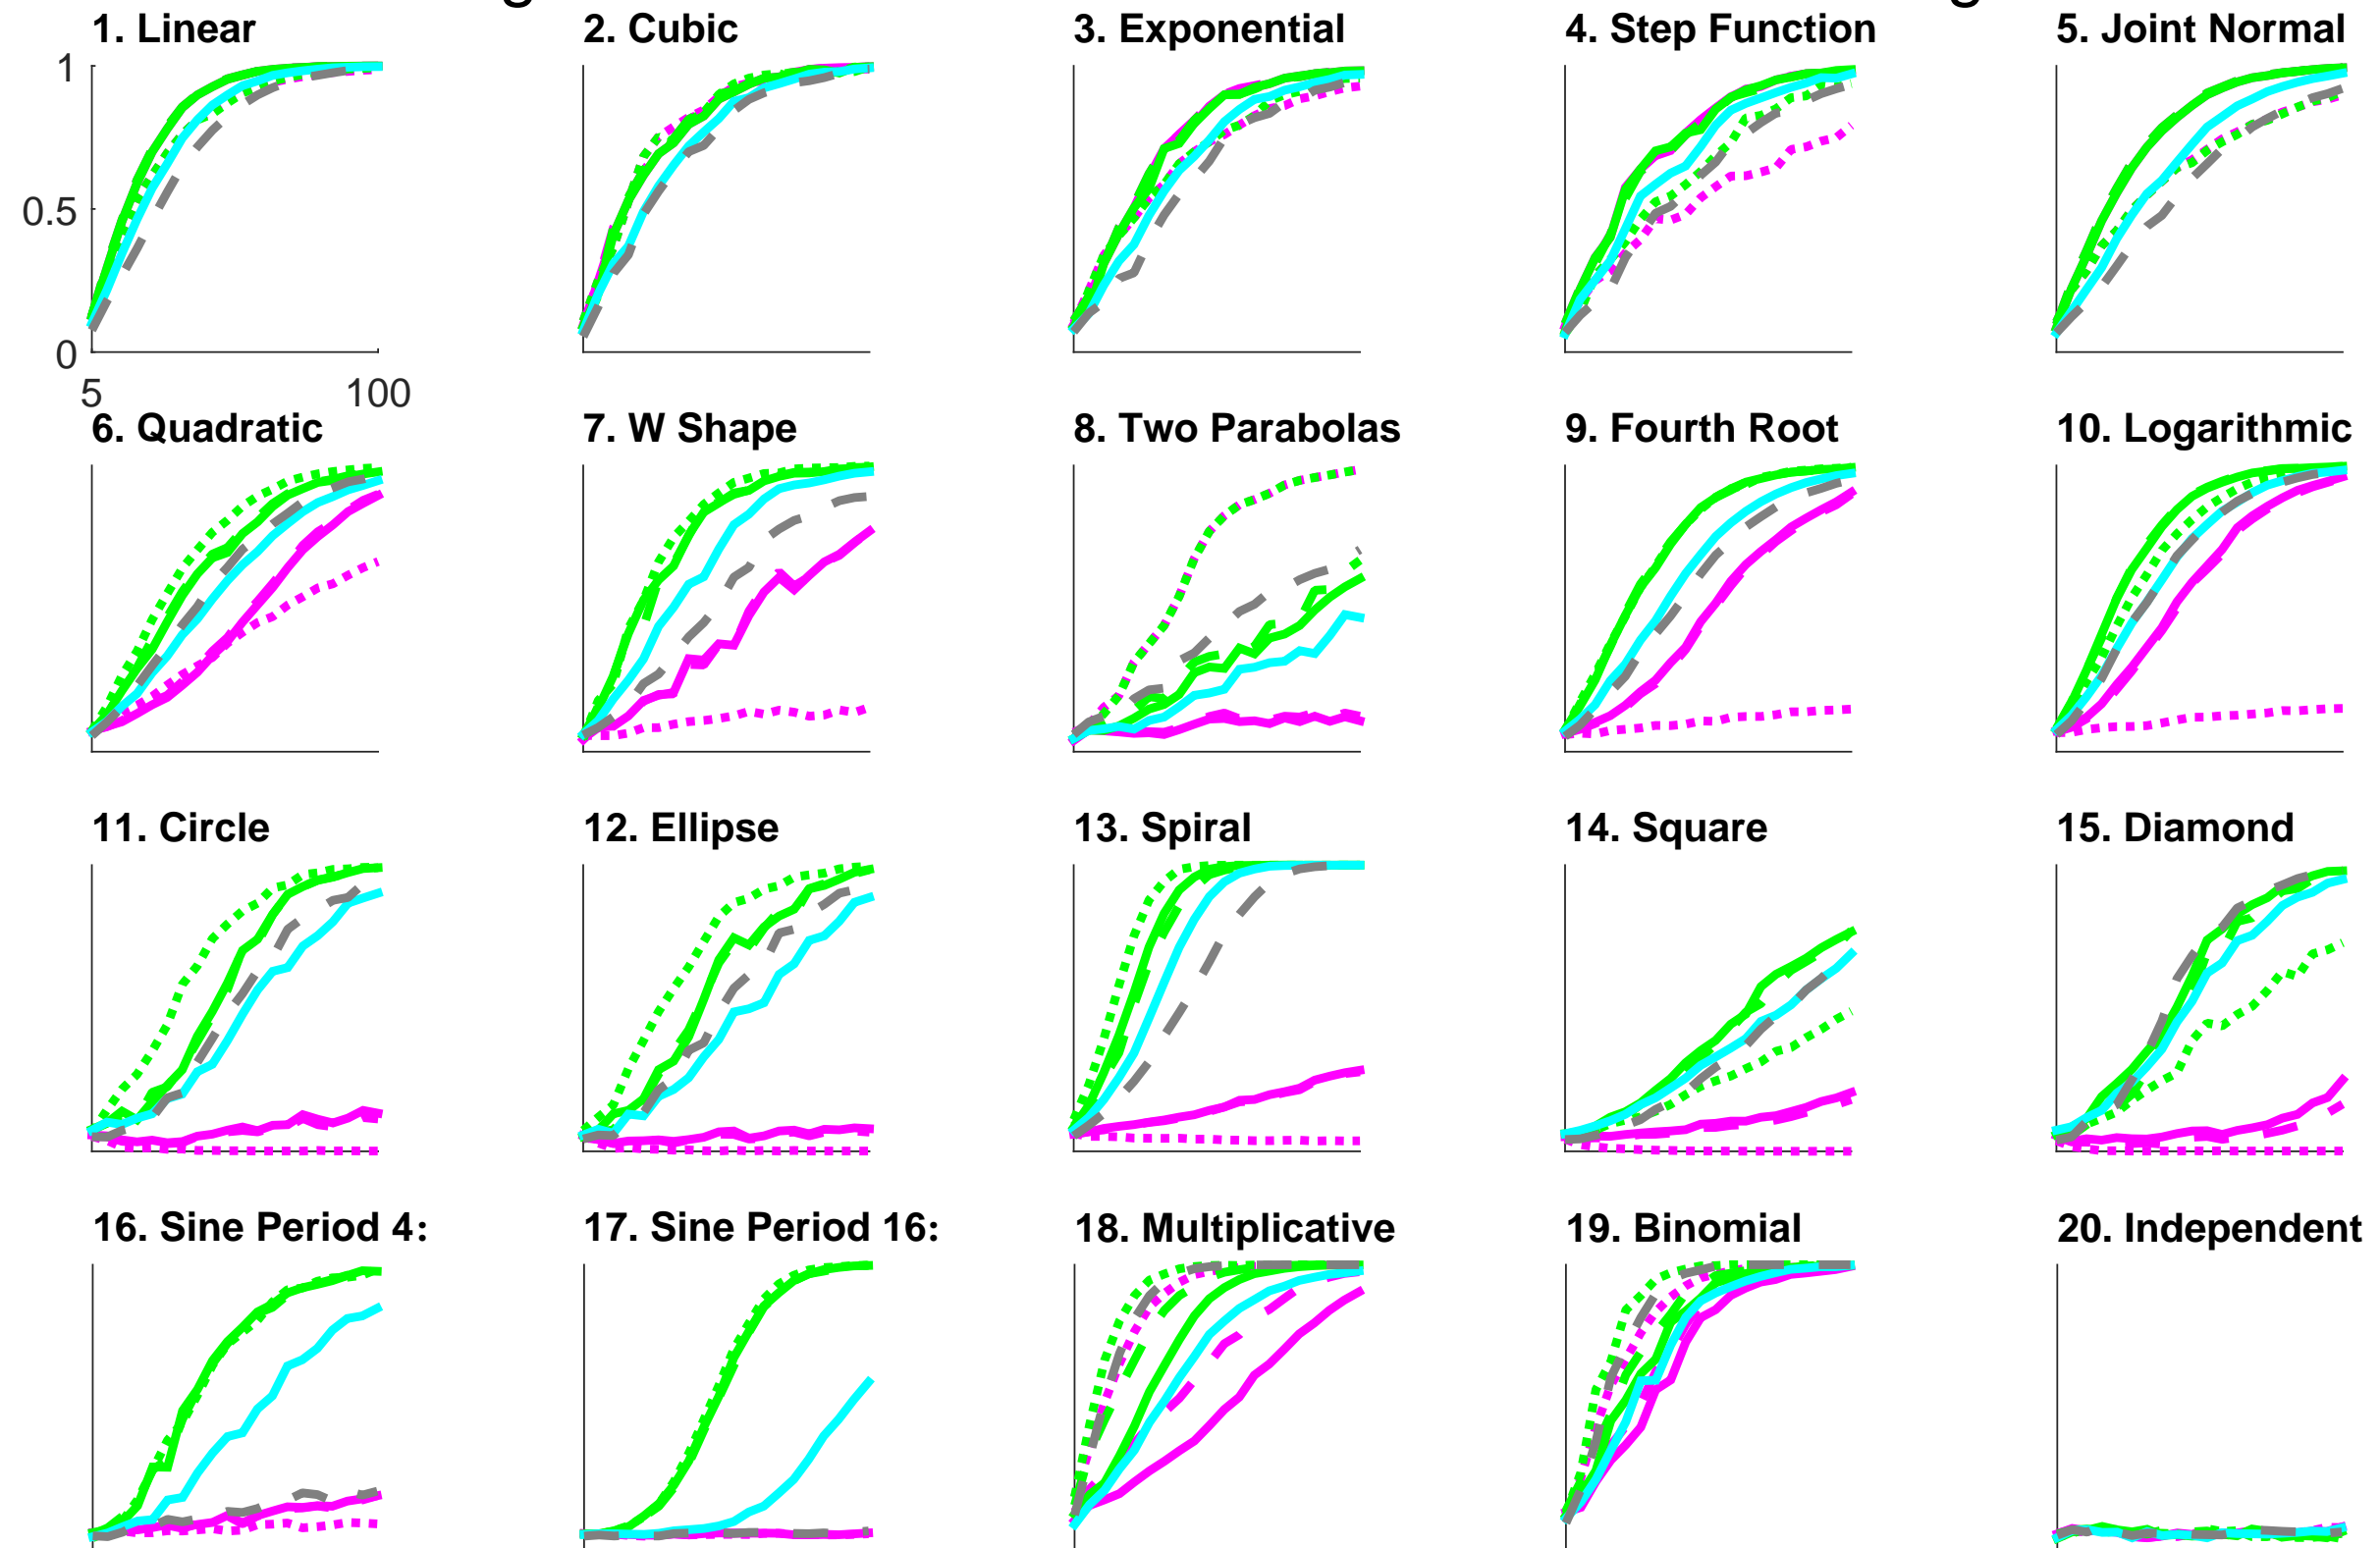 1. Linear
2. Cubic
3. Exponential
4. Step Function
5. Joint Normal
1
0.5
0
5
100
6. Quadratic
7. W Shape
8. Two Parabolas
9. Fourth Root
10. Logarithmic
11. Circle
12. Ellipse
13. Spiral
14. Square
15. Diamond
16. Sine Period 4:
17. Sine Period 16:
18. Multiplicative
19. Binomial
20. Independent